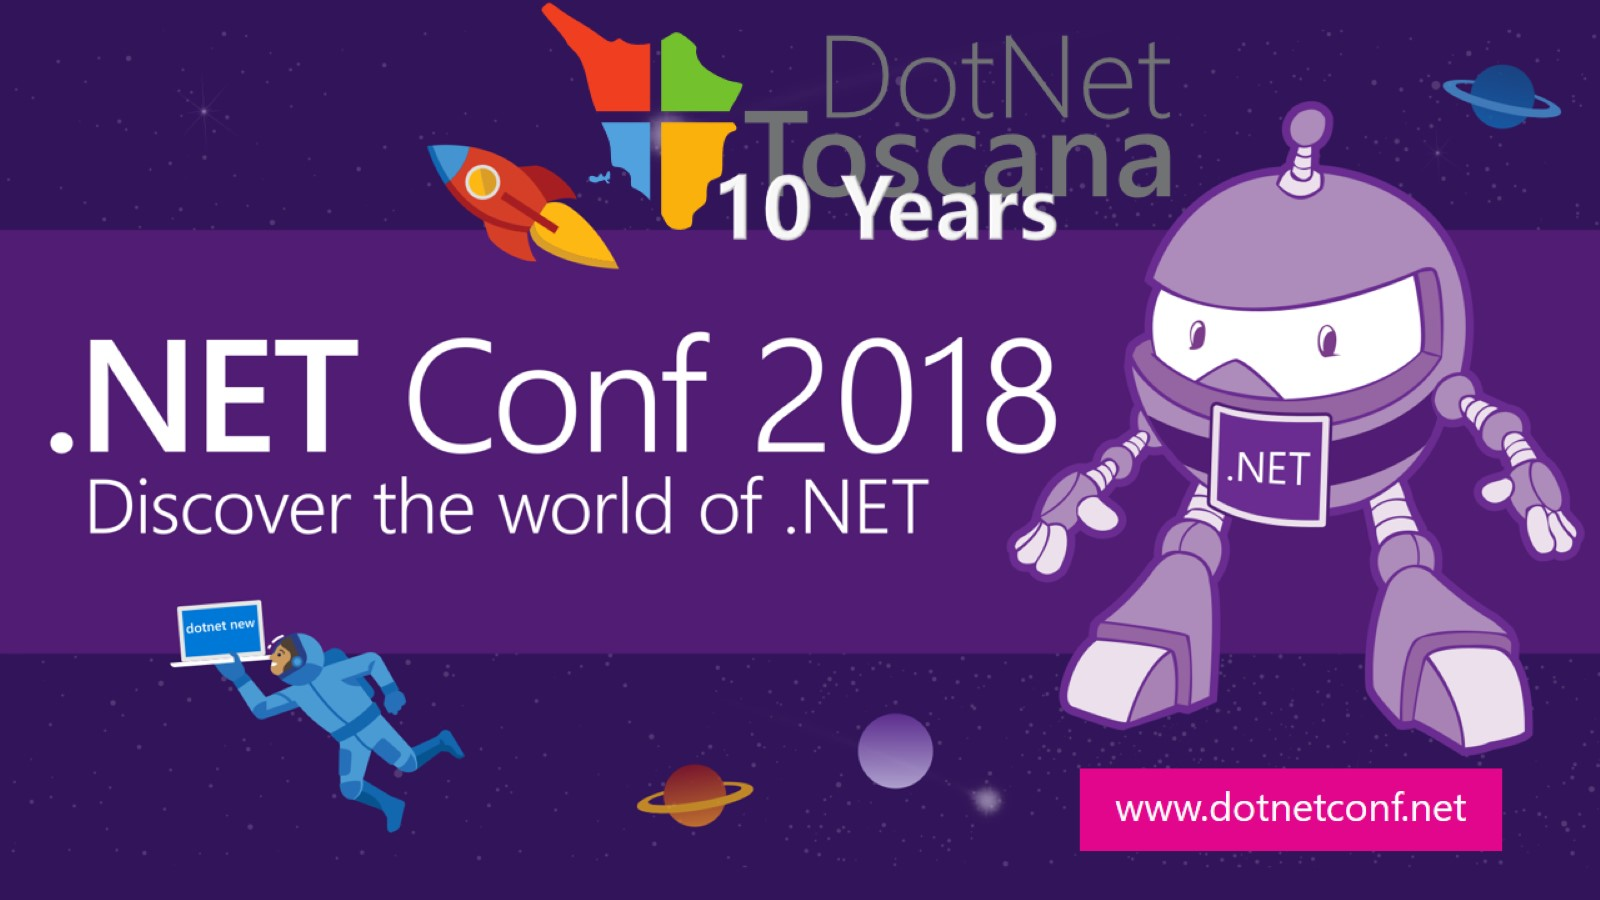 DotNet
Toscana
10 Years
.NET Conf 2018
Discover the world of .NET
.NET
dotnet new
www.dotnetconf.net